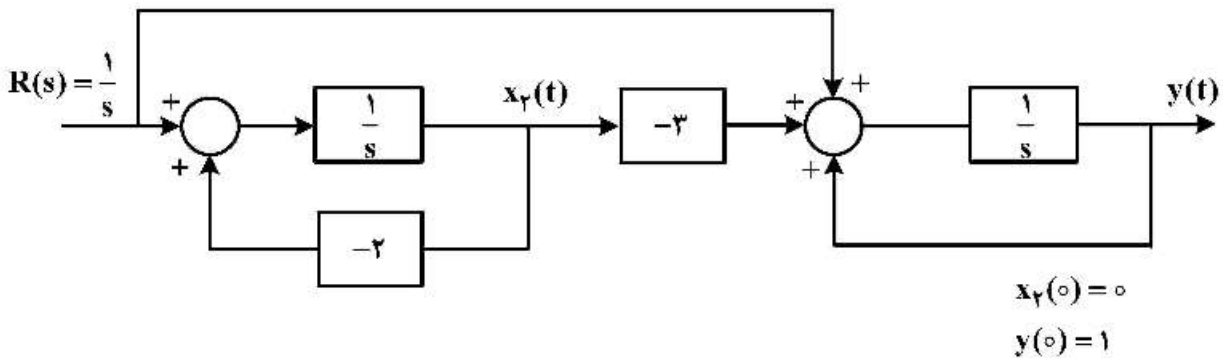 R(s) = ۱/s
+
+
۱/s
x۲(t)
−۳
+
+
+
۱/s
y(t)
−۲
x۲(۰) = ۰
y(۰) = ۱